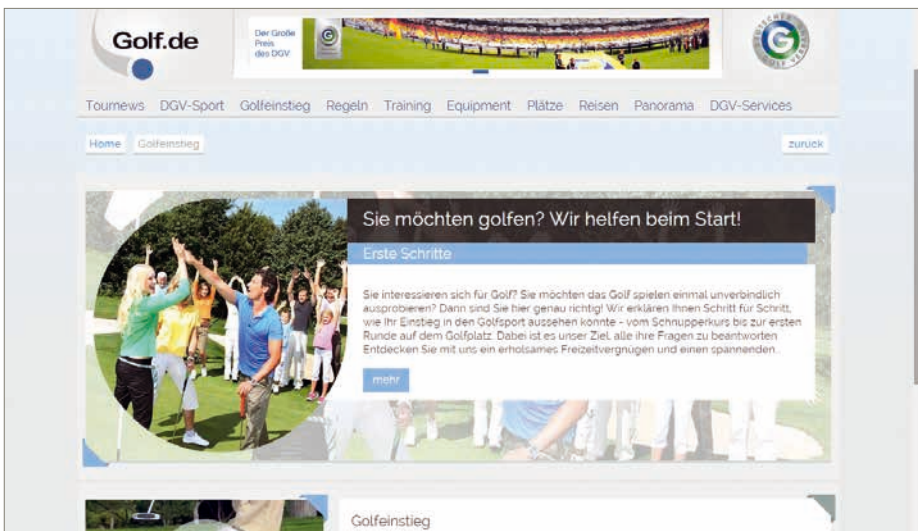 Golf.de
Der Große
Preis
des DGV
DEUTSCHER GOLF VERBAND
Tournews DGV-Sport Golfeinstieg Regeln Training Equipment Plätze Reisen Panorama DGV-Services
Home Golfeinstieg zurück
Sie möchten golfen? Wir helfen beim Start!
Erste Schritte
Sie interessieren sich für Golf? Sie möchten das Golf spielen einmal unverbindlich
ausprobieren? Dann sind Sie hier genau richtig! Wir erklären Ihnen Schritt für Schritt,
wie Ihr Einstieg in den Golfsport aussehen könnte - vom Schnupperkurs bis zur ersten
Runde auf dem Golfplatz. Dabei ist es unser Ziel, alle ihre Fragen zu beantworten
Entdecken Sie mit uns ein erholsames Freizeitvergnügen und einen spannenden...
mehr
Golfeinstieg